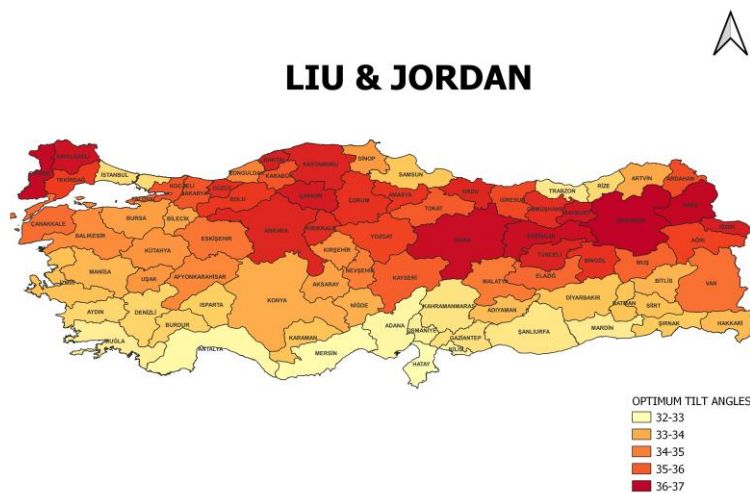 LIU & JORDAN
KIRKLARELİ
TEKİRDAĞ
İSTANBUL
KOCAELİ
SAKARYA
DÜZCE
ZONGULDAK
BOLU
BARTIN
KARABÜK
KASTAMONU
SİNOP
SAMSUN
ÇANKIRI
ÇORUM
AMASYA
ORDU
TOKAT
GİRESUN
TRABZON
RİZE
ARTVİN
ARDAHAN
KARS
IĞDIR
AĞRI
ÇANAKKALE
BALIKESİR
BURSA
BİLECİK
ESKİŞEHİR
ANKARA
KIRIKKALE
YOZGAT
SİVAS
ERZİNCAN
TUNCELİ
BİNGÖL
MUŞ
KÜTAHYA
KIRŞEHİR
NEVŞEHİR
KAYSERİ
MALATYA
ELAZIĞ
BİTLİS
VAN
MANİSA
UŞAK
AFYONKARAHİSAR
KONYA
AKSARAY
NİĞDE
KAHRAMANMARAŞ
ADIYAMAN
DİYARBAKIR
BATMAN
SİİRT
ŞIRNAK
HAKKARİ
AYDIN
DENİZLİ
ISPARTA
BURDUR
MUĞLA
ANTALYA
KARAMAN
MERSİN
ADANA
OSMANİYE
GAZİANTEP
KİLİS
HATAY
ŞANLIURFA
MARDİN
OPTIMUM TILT ANGLES
32-33
33-34
34-35
35-36
36-37